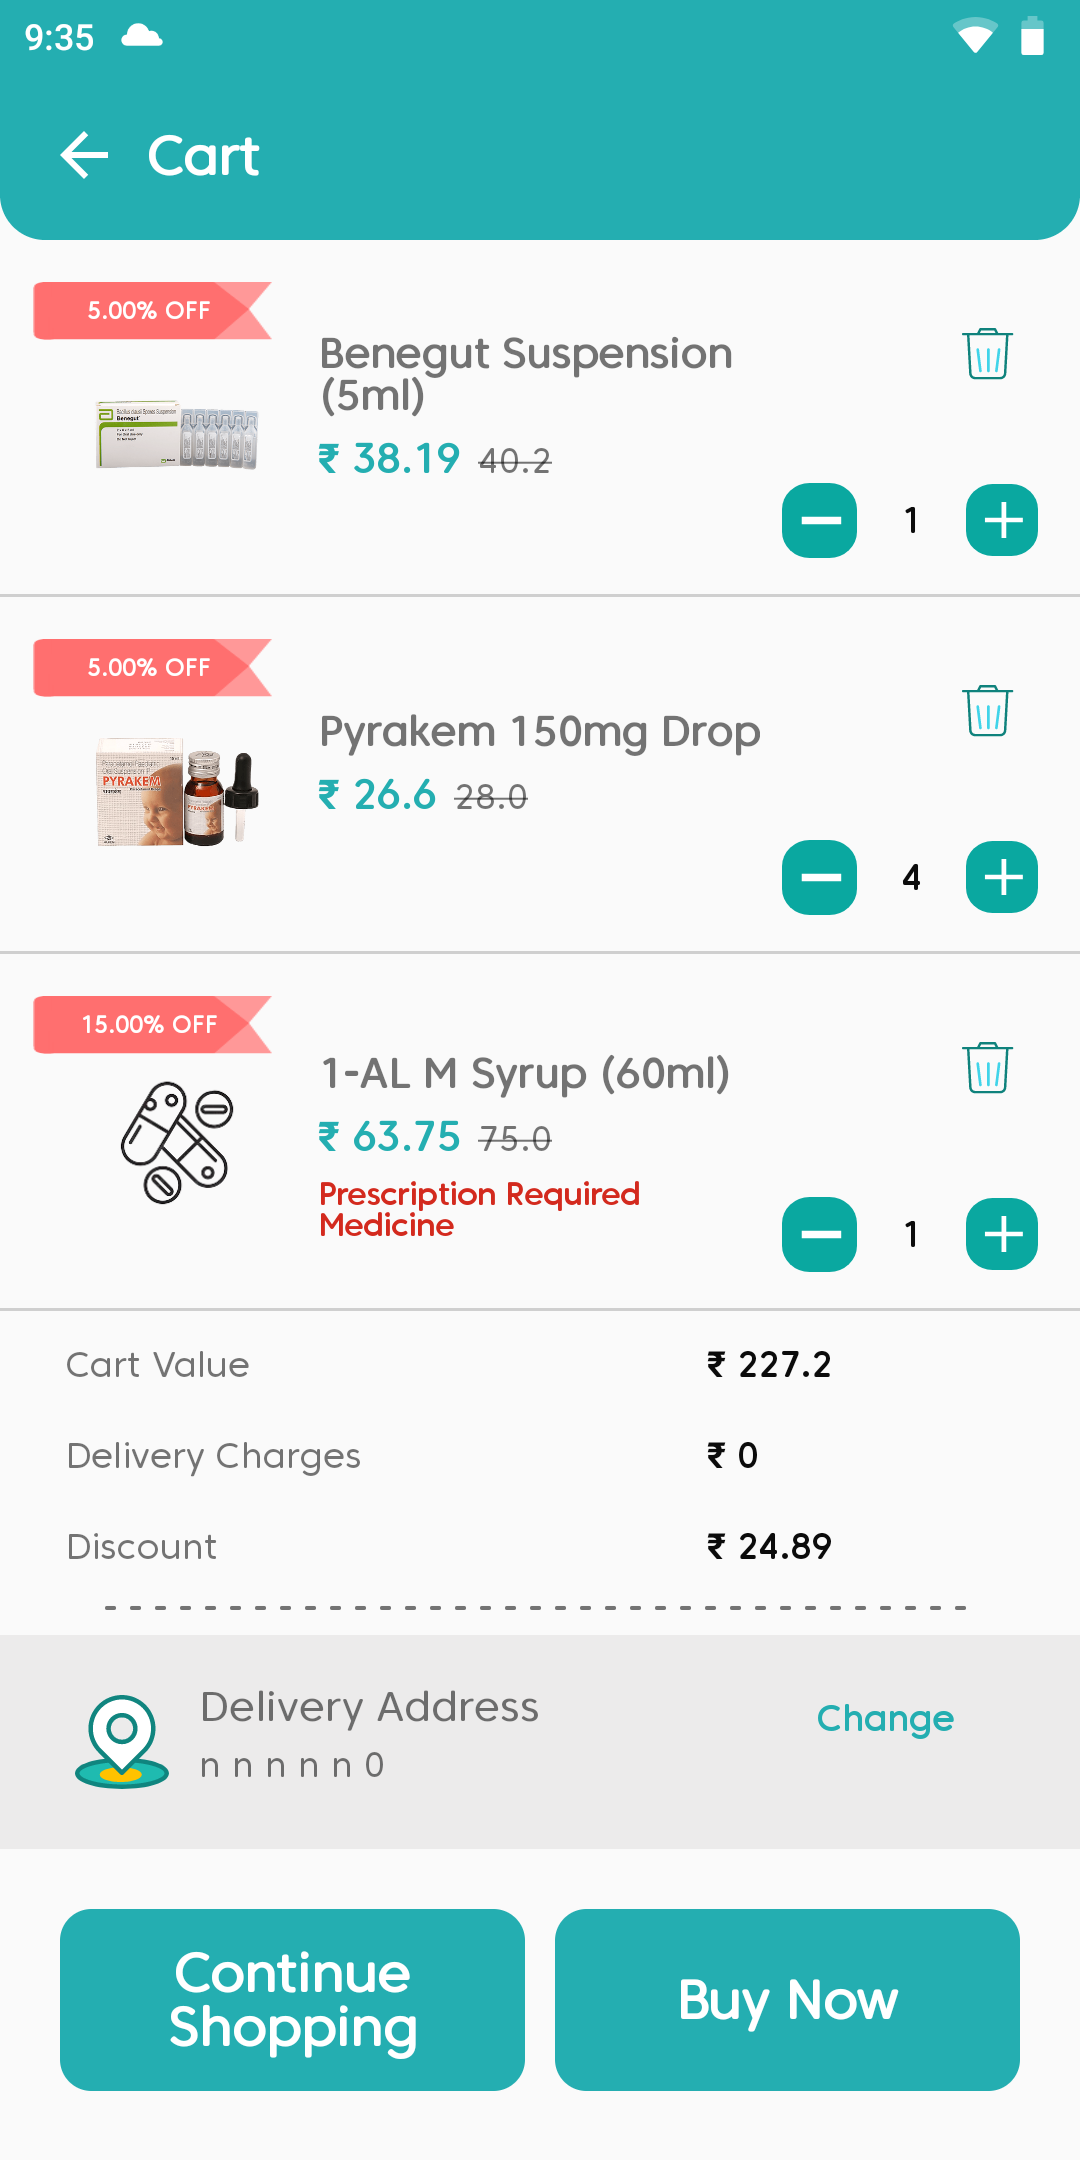 9:35
Cart
5.00% OFF
Benegut Suspension
(5ml)
₹ 38.19 40.2
Benegut
1
5.00% OFF
Pyrakem 150mg Drop
₹ 26.6 28.0
PYRAKEM
4
15.00% OFF
1-AL M Syrup (60ml)
₹ 63.75 75.0
Prescription Required
Medicine
1
Cart Value ₹ 227.2
Delivery Charges ₹ 0
Discount ₹ 24.89
Delivery Address
Change
n n n n n 0
Continue
Shopping
Buy Now